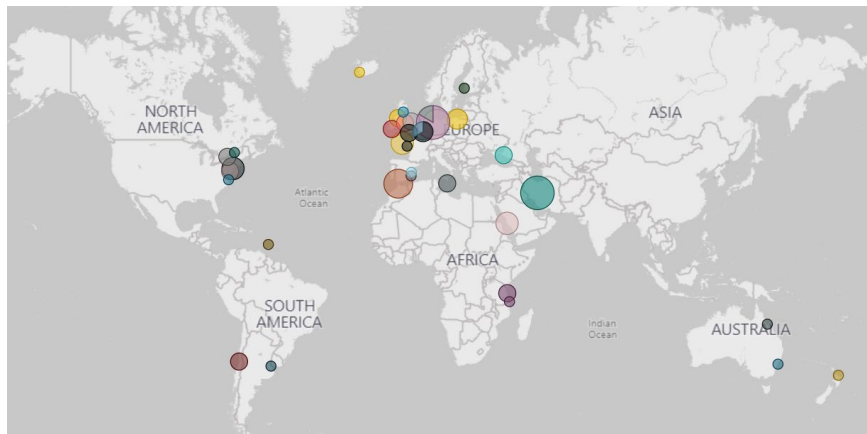 NORTH
AMERICA
ASIA
EUROPE
Atlantic
Ocean
AFRICA
SOUTH
AMERICA
Indian
Ocean
AUSTRALIA